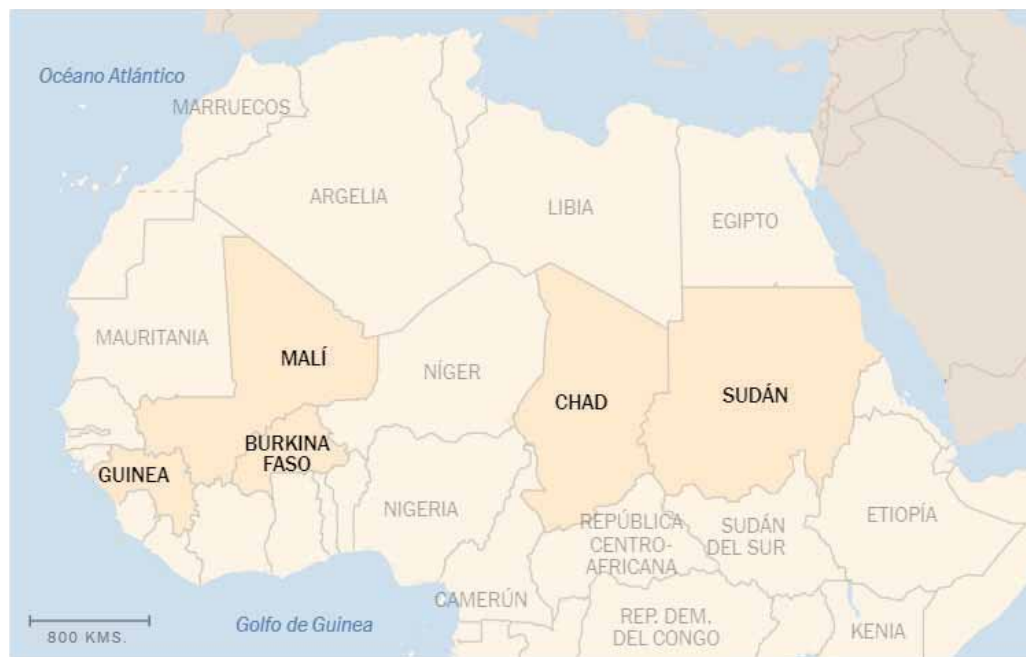 Océano Atlántico
MARRUECOS
ARGELIA
LIBIA
EGIPTO
MAURITANIA
MALÍ
NÍGER
CHAD
SUDÁN
BURKINA
FASO
GUINEA
NIGERIA
REPÚBLICA
CENTRO-
AFRICANA
SUDÁN
DEL SUR
ETIOPÍA
CAMERÚN
REP. DEM.
DEL CONGO
KENIA
Golfo de Guinea
800 KMS.